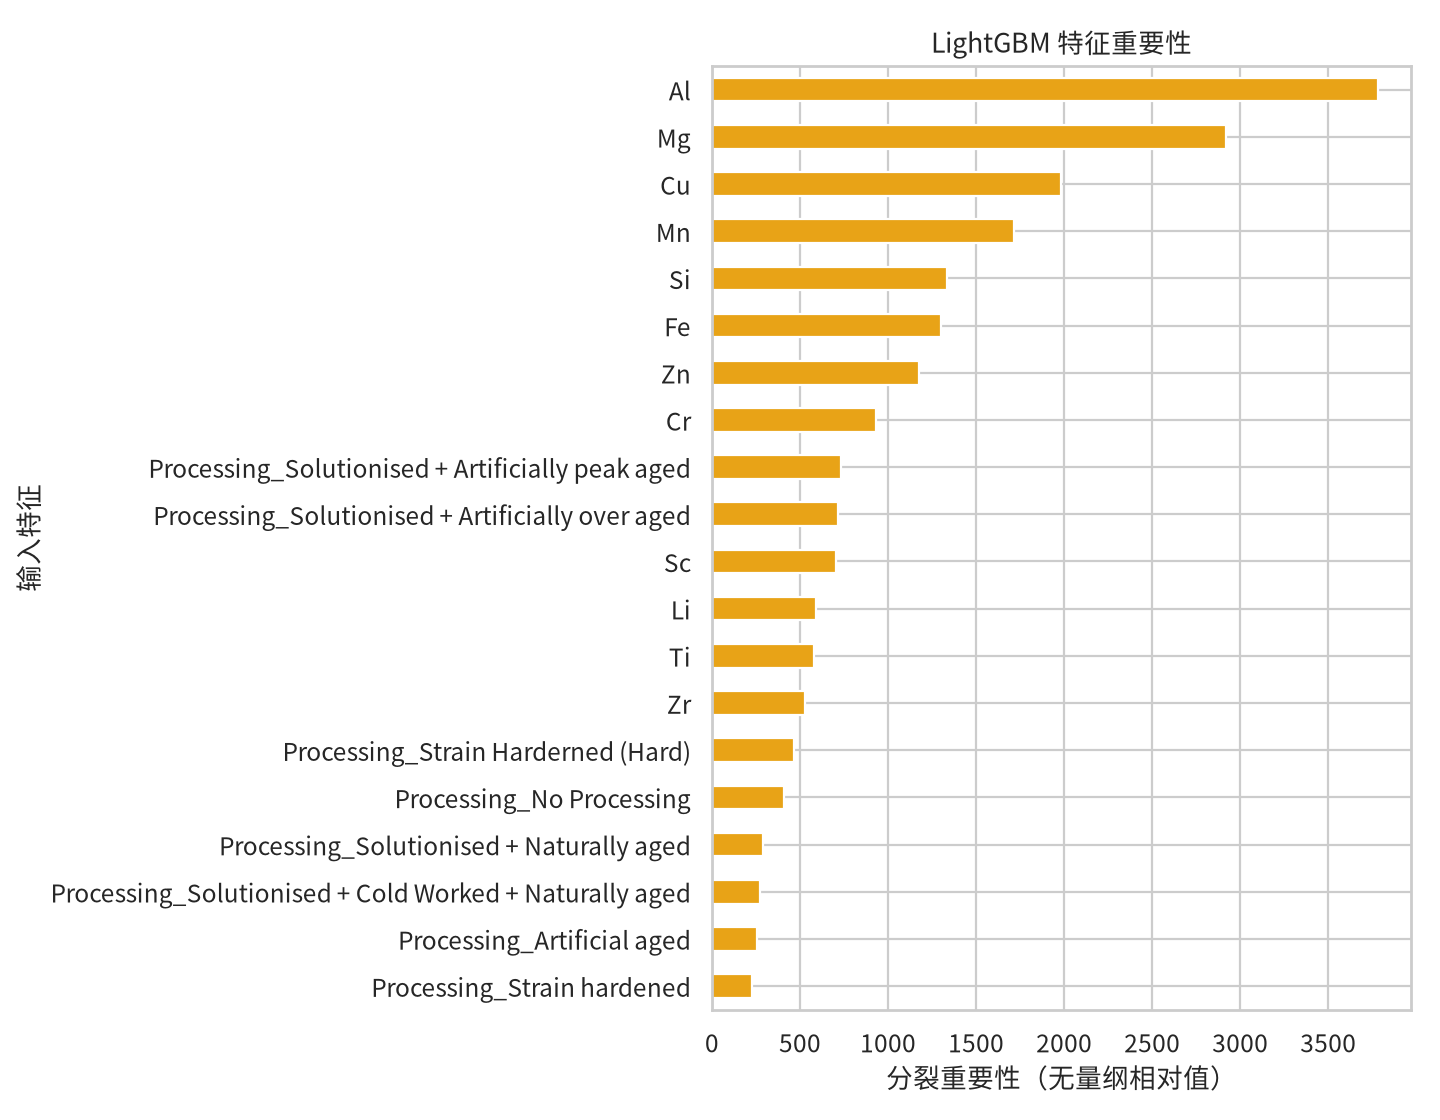 LightGBM 特征重要性
Al
Mg
Cu
Mn
Si
Fe
Zn
Cr
Processing_Solutionised + Artificially peak aged
Processing_Solutionised + Artificially over aged
Sc
Li
Ti
Zr
Processing_Strain Harderned (Hard)
Processing_No Processing
Processing_Solutionised + Naturally aged
Processing_Solutionised + Cold Worked + Naturally aged
Processing_Artificial aged
Processing_Strain hardened
输入特征
0 500 1000 1500 2000 2500 3000 3500
分裂重要性（无量纲相对值）